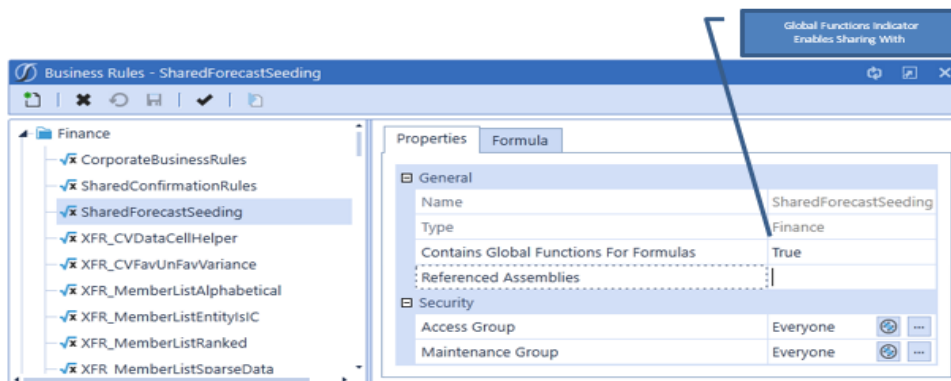 Global Functions Indicator
Enables Sharing With
Business Rules - SharedForecastSeeding
Finance
CorporateBusinessRules
SharedConfirmationRules
SharedForecastSeeding
XFR_CVDataCellHelper
XFR_CVFavUnFavVariance
XFR_MemberListAlphabetical
XFR_MemberListEntityIsIC
XFR_MemberListRanked
XFR_MemberListSparseData
Properties Formula
General
Name SharedForecastSeeding
Type Finance
Contains Global Functions For Formulas True
Referenced Assemblies
Security
Access Group Everyone ...
Maintenance Group Everyone ...